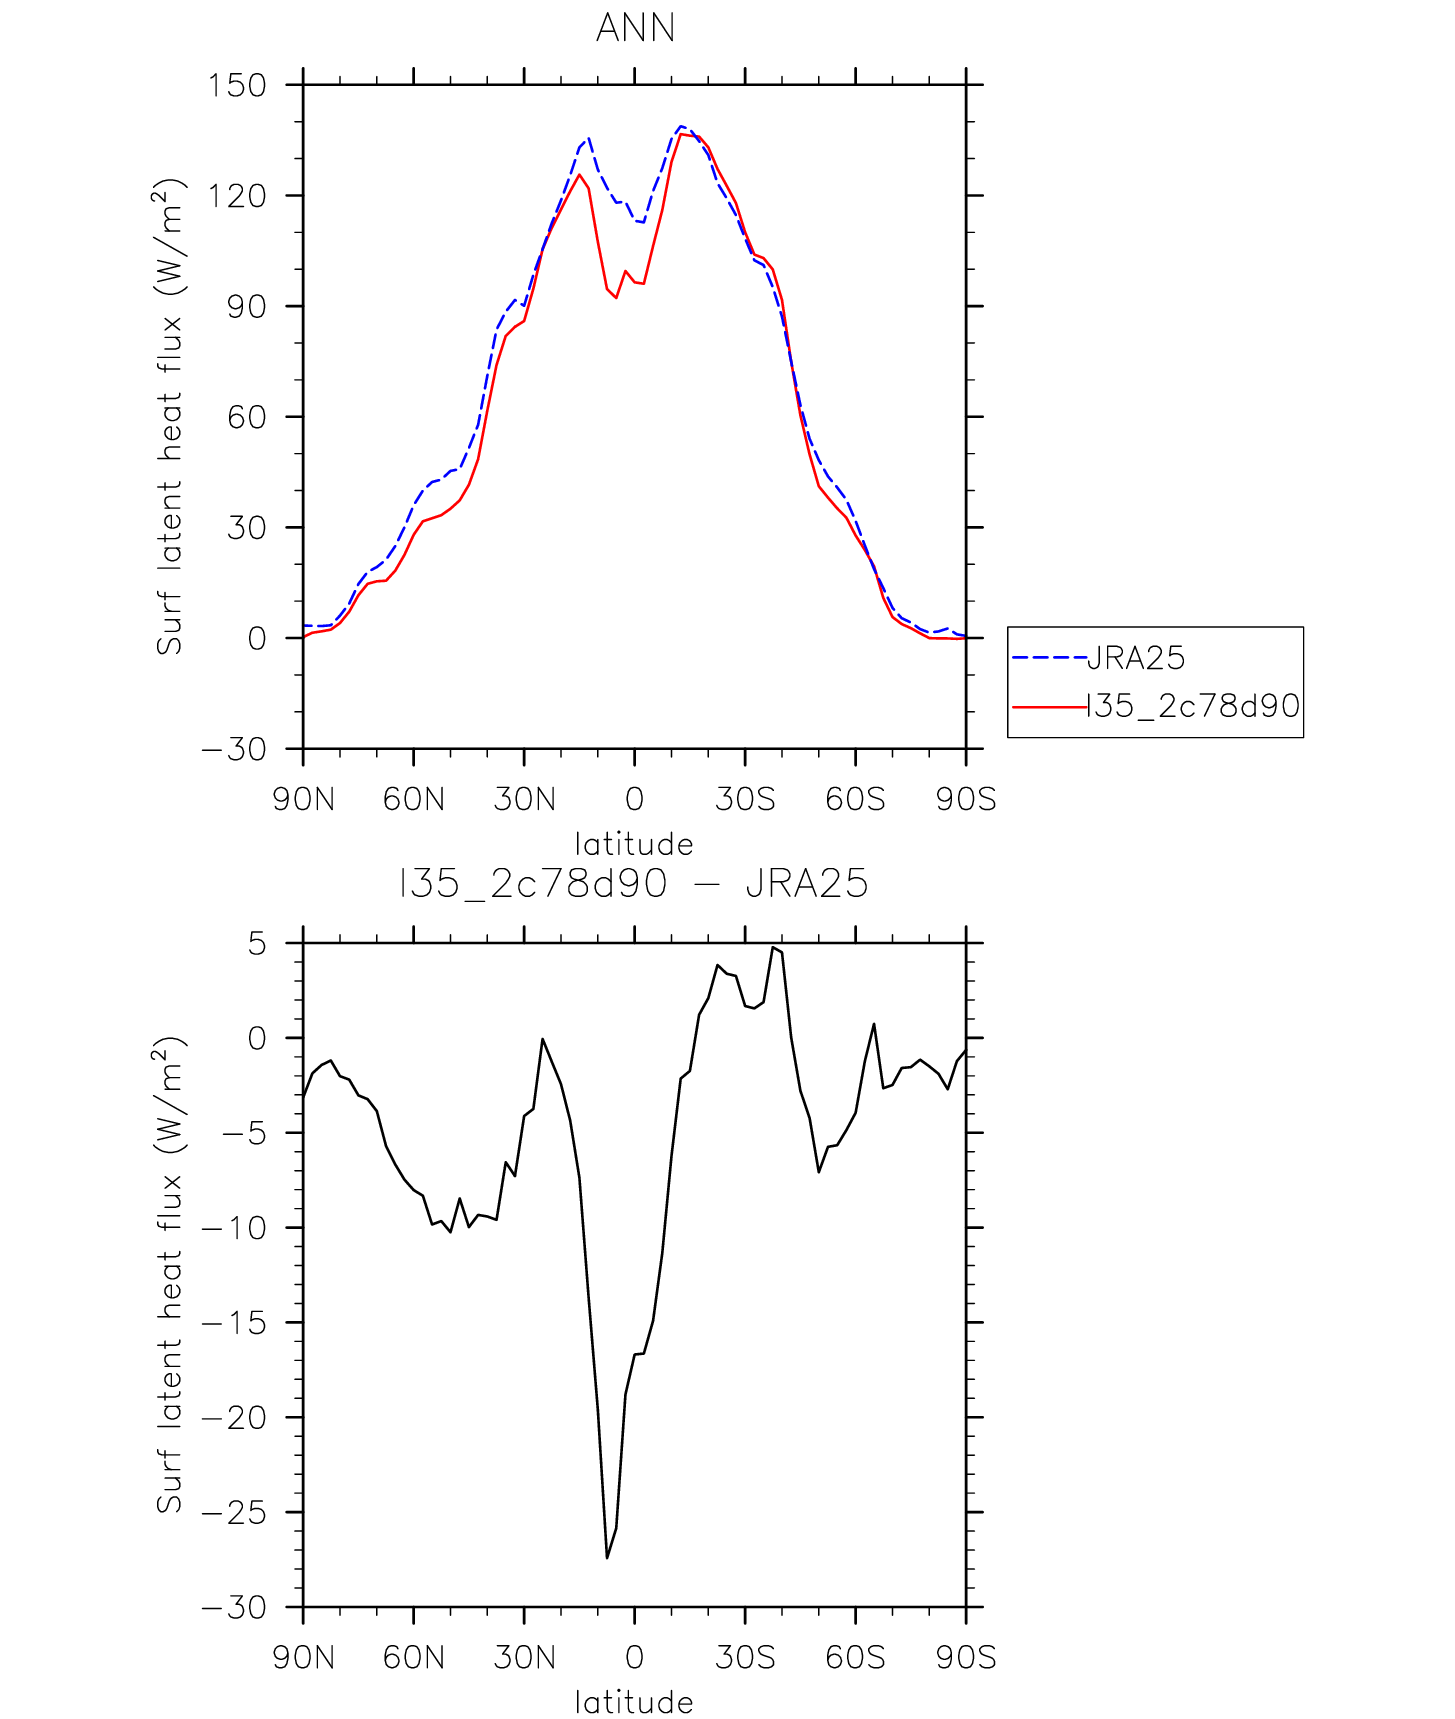 ANN
150
120
90
60
30
0
−30
Surf latent heat flux (W/m²)
90N 60N 30N 0 30S 60S 90S
latitude
JRA25
I35_2c78d90
I35_2c78d90 − JRA25
5
0
−5
−10
−15
−20
−25
−30
Surf latent heat flux (W/m²)
90N 60N 30N 0 30S 60S 90S
latitude